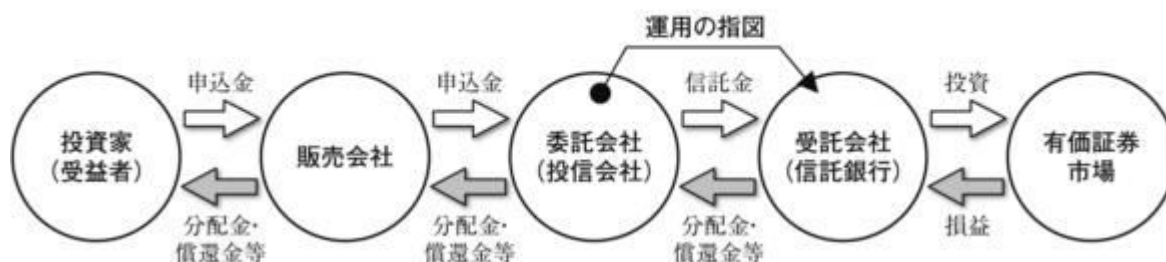 運用の指図
申込金
申込金
信託金
投資
投資家
(受益者)
販売会社
委託会社
(投信会社)
受託会社
(信託銀行)
有価証券
市場
分配金・
償還金等
分配金・
償還金等
分配金・
償還金等
損益